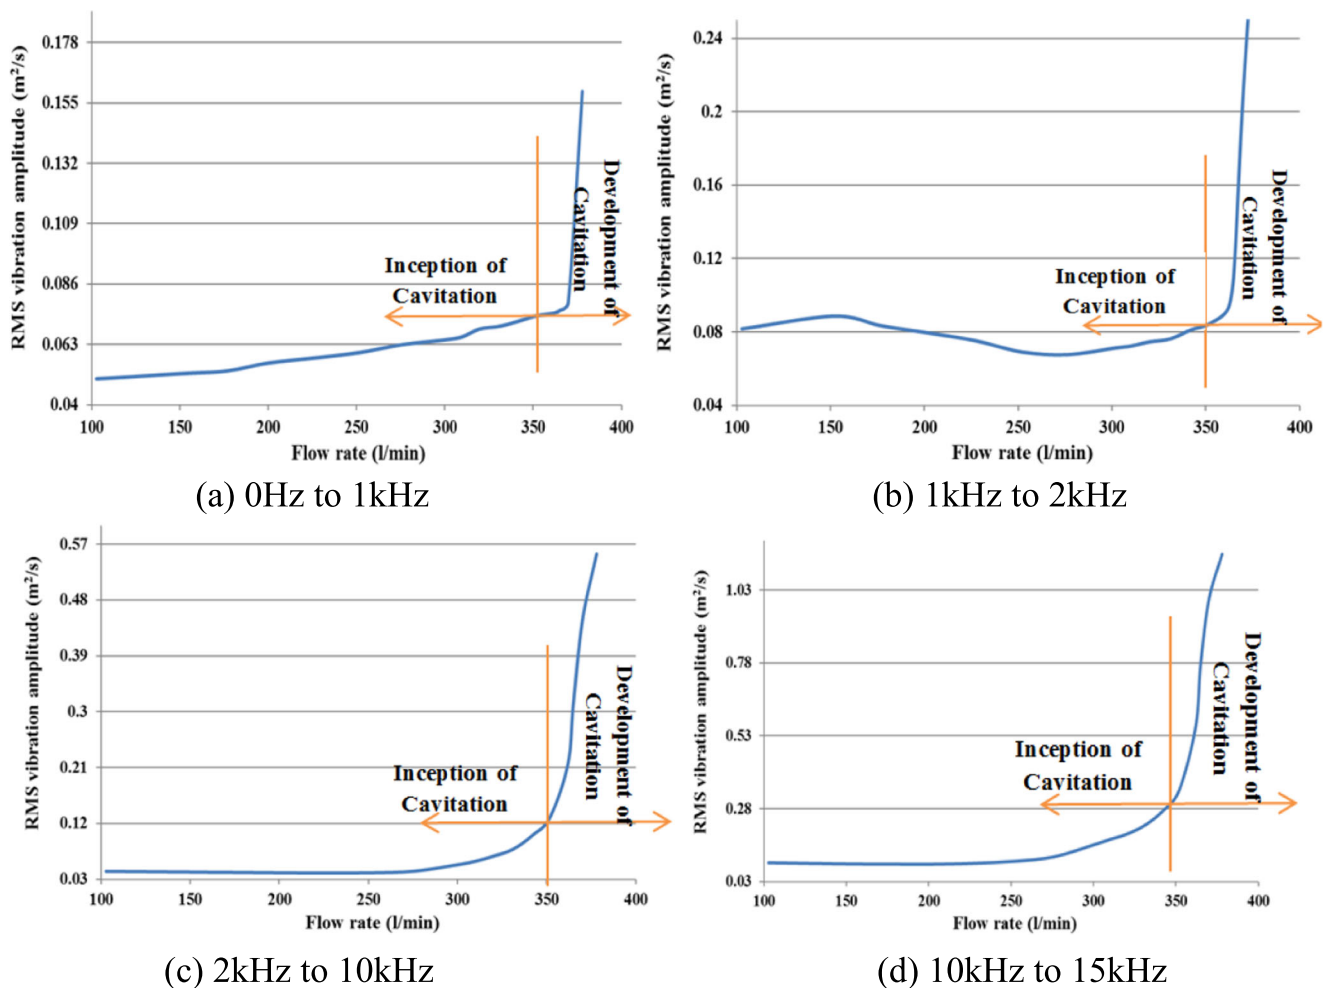 RMS vibration amplitude (m²/s)
0.178
0.155
0.132
0.109
0.086
0.063
0.04
Inception of
Cavitation
Development of
Cavitation
100 150 200 250 300 350 400
Flow rate (l/min)
(a) 0Hz to 1kHz
RMS vibration amplitude (m²/s)
0.24
0.2
0.16
0.12
0.08
0.04
Inception of
Cavitation
Development of
Cavitation
100 150 200 250 300 350 400
Flow rate (l/min)
(b) 1kHz to 2kHz
RMS vibration amplitude (m²/s)
0.57
0.48
0.39
0.3
0.21
0.12
0.03
Inception of
Cavitation
Development of
Cavitation
100 150 200 250 300 350 400
Flow rate (l/min)
(c) 2kHz to 10kHz
RMS vibration amplitude (m²/s)
1.03
0.78
0.53
0.28
0.03
Inception of
Cavitation
Development of
Cavitation
100 150 200 250 300 350 400
Flow rate (l/min)
(d) 10kHz to 15kHz